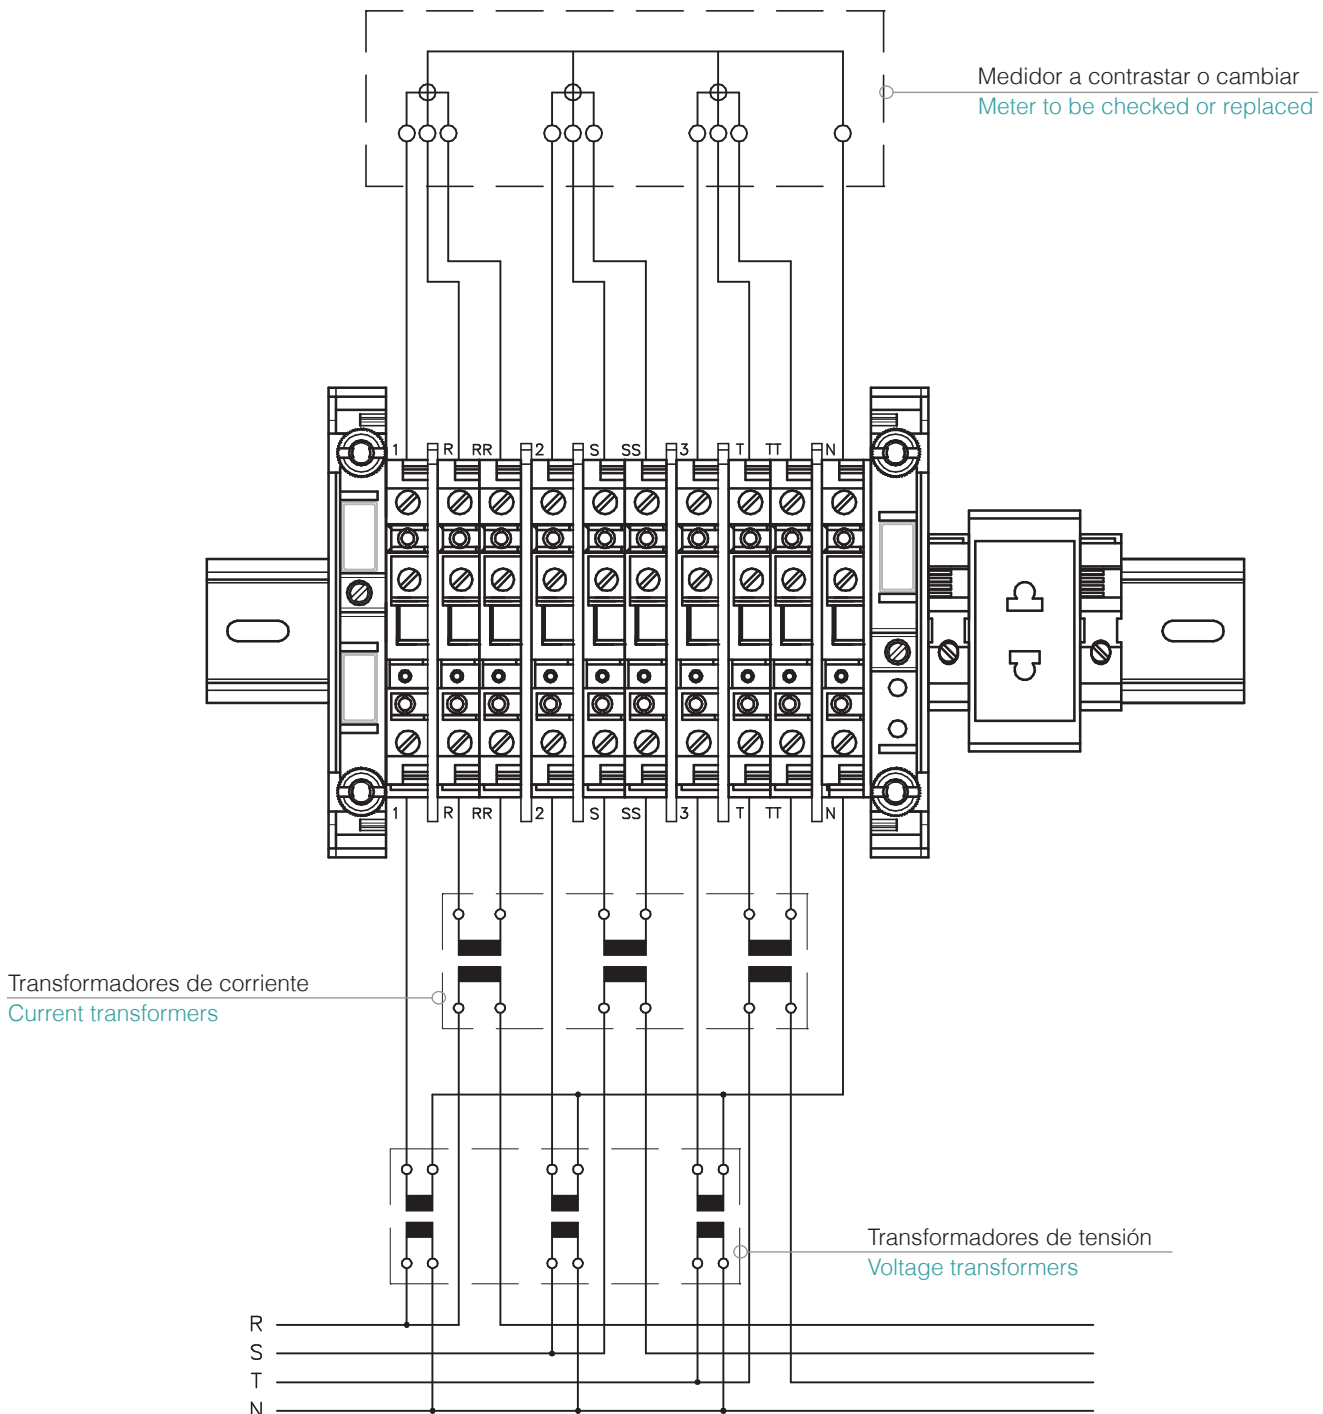 Medidor a contrastar o cambiar
Meter to be checked or replaced
1 R RR 2 S SS 3 T TT N
1 R RR 2 S SS 3 T TT N
Transformadores de corriente
Current transformers
Transformadores de tensión
Voltage transformers
R
S
T
N